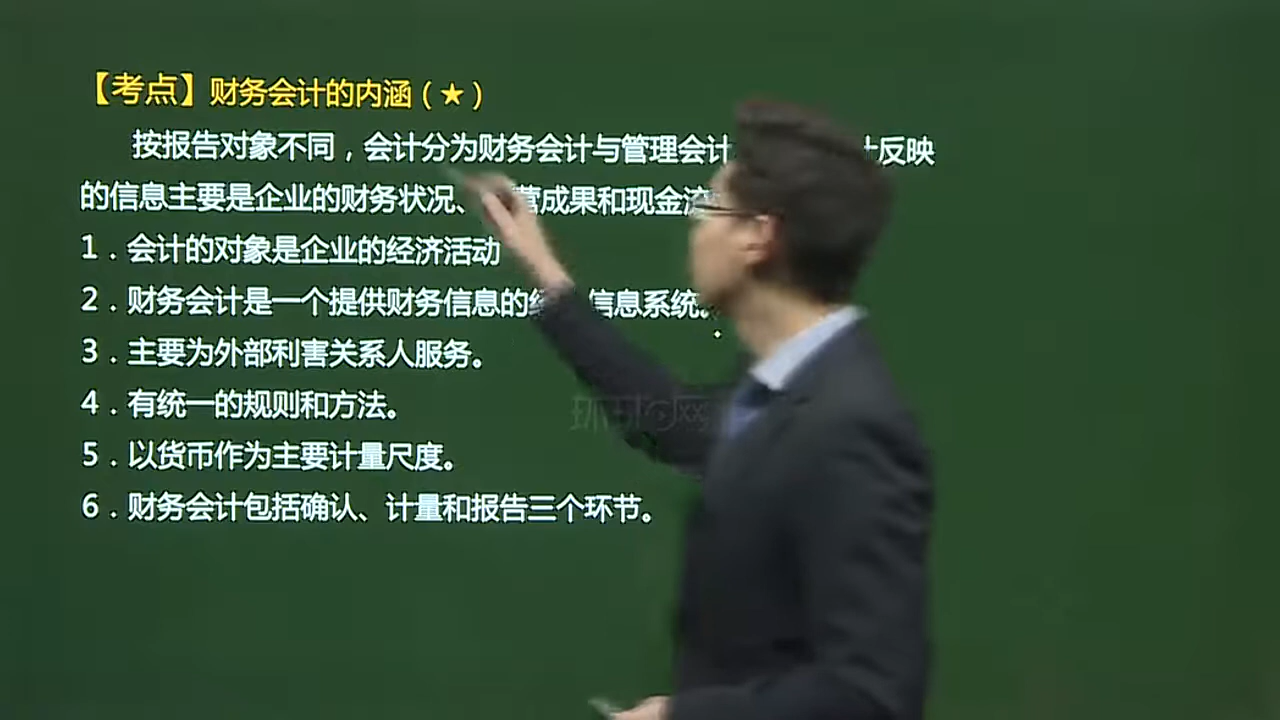 【考点】财务会计的内涵（★）
按报告对象不同，会计分为财务会计与管理会计 计反映
的信息主要是企业的财务状况、 营成果和现金流
1．会计的对象是企业的经济活动
2．财务会计是一个提供财务信息的经 信息系统。
3．主要为外部利害关系人服务。
4．有统一的规则和方法。
5．以货币作为主要计量尺度。
6．财务会计包括确认、计量和报告三个环节。
环球网